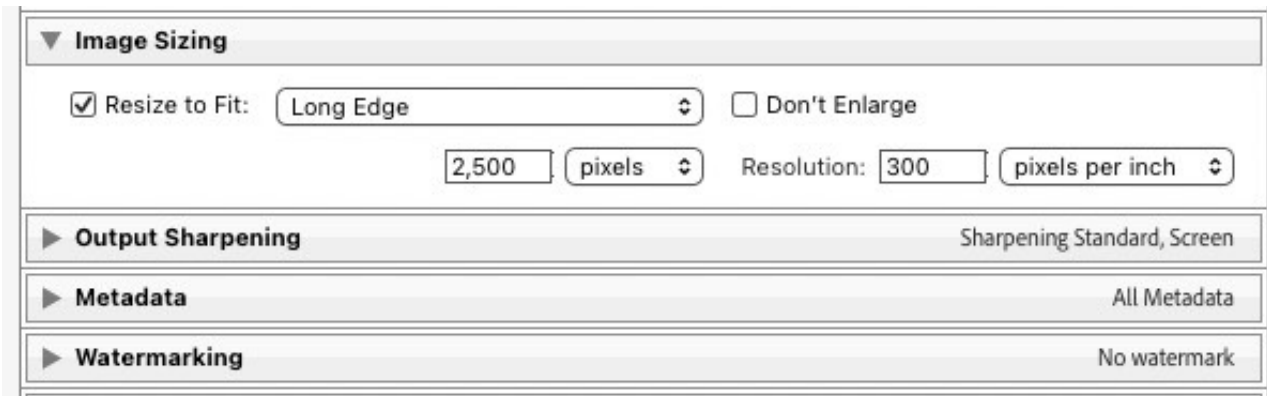 Image Sizing
Resize to Fit: Long Edge Don't Enlarge
2,500 pixels Resolution: 300 pixels per inch
Output Sharpening Sharpening Standard, Screen
Metadata All Metadata
Watermarking No watermark